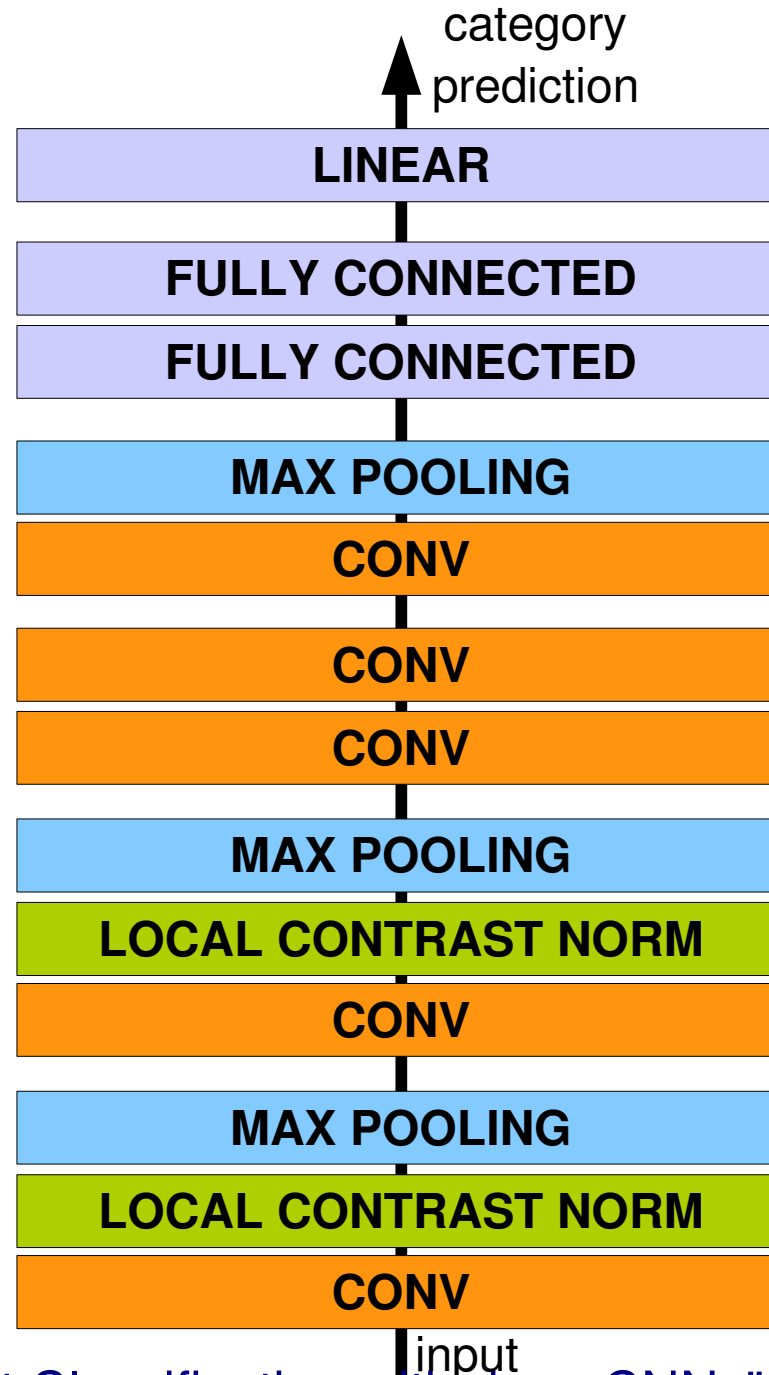 category
prediction
LINEAR
FULLY CONNECTED
FULLY CONNECTED
MAX POOLING
CONV
CONV
CONV
MAX POOLING
LOCAL CONTRAST NORM
CONV
MAX POOLING
LOCAL CONTRAST NORM
CONV
input